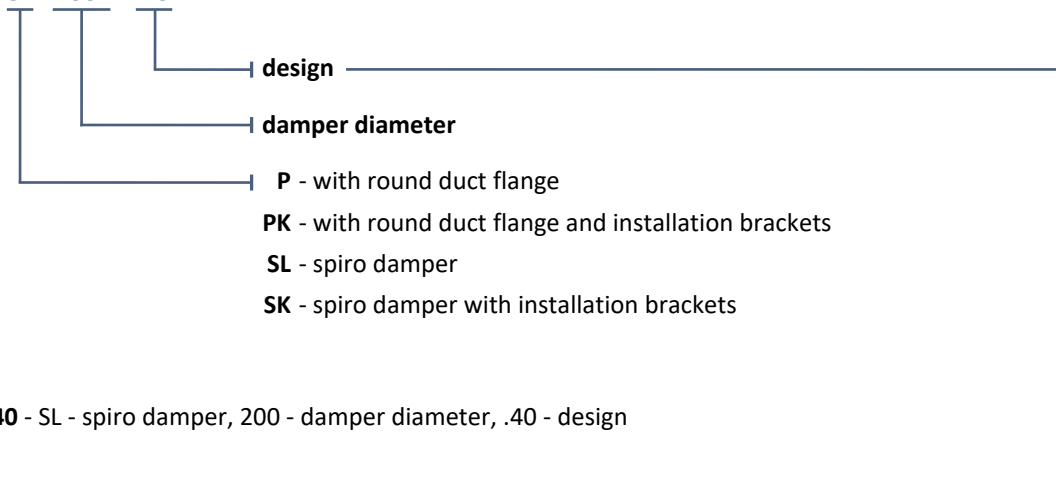 design
damper diameter
P - with round duct flange
PK - with round duct flange and installation brackets
SL - spiro damper
SK - spiro damper with installation brackets
40 - SL - spiro damper, 200 - damper diameter, .40 - design